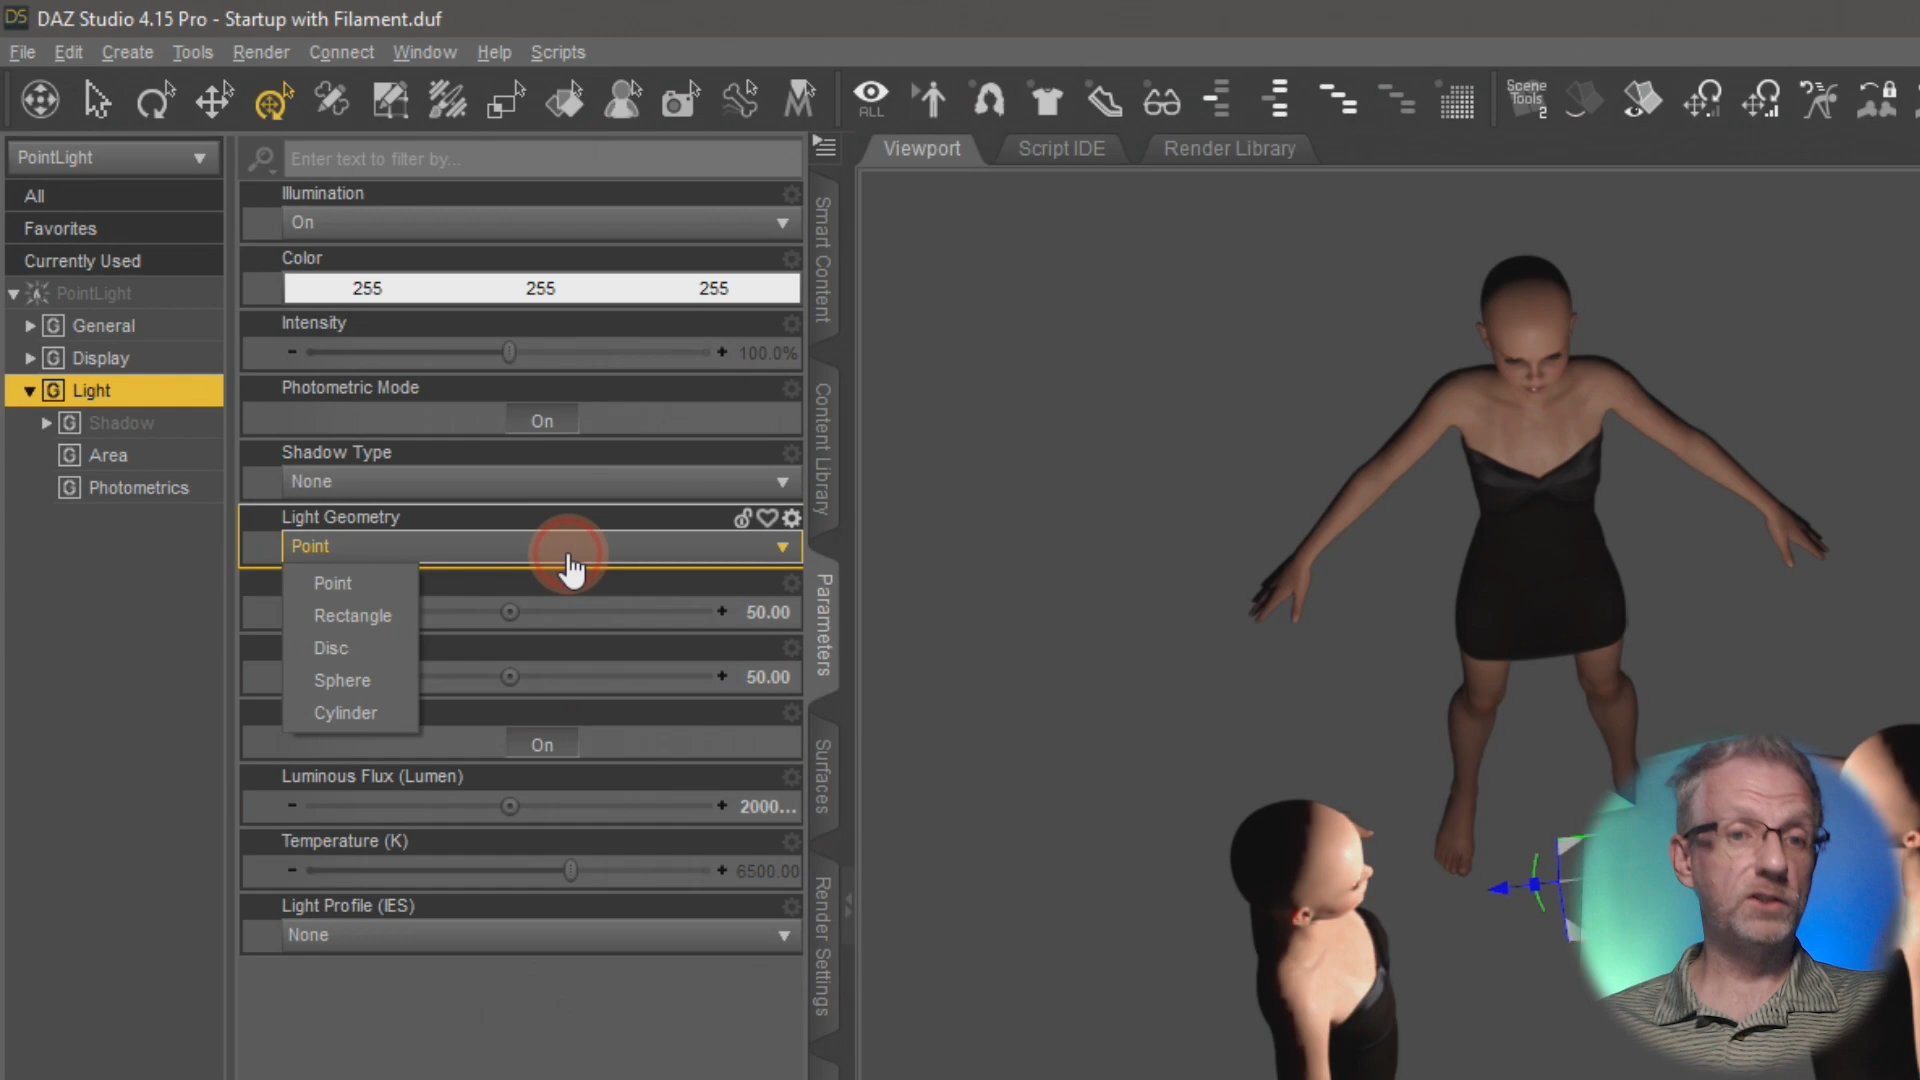 DS DAZ Studio 4.15 Pro - Startup with Filament.duf
File Edit Create Tools Render Connect Window Help Scripts
ALL
Scene
Tools
2
PointLight
Enter text to filter by...
Viewport
Script IDE
Render Library
All
Favorites
Currently Used
PointLight
G General
G Display
G Light
G Shadow
G Area
G Photometrics
Illumination
On
Color
255 255 255
Intensity
- + 100.0%
Photometric Mode
On
Shadow Type
None
Light Geometry
Point
Point
Rectangle
Disc
Sphere
Cylinder
+ 50.00
+ 50.00
On
Luminous Flux (Lumen)
- + 2000...
Temperature (K)
- + 6500.00
Light Profile (IES)
None
Smart Content
Content Library
Parameters
Surfaces
Render Settings